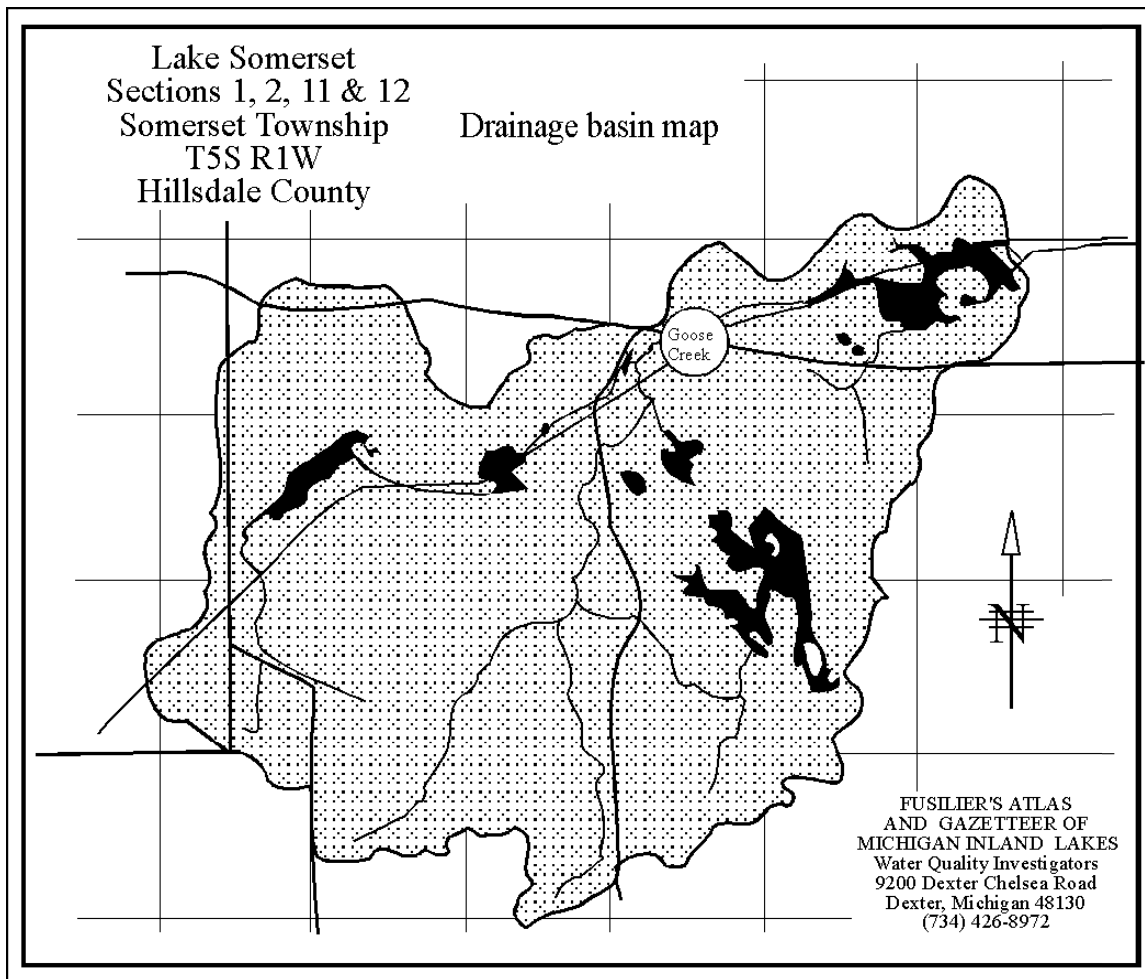 Lake Somerset
Sections 1, 2, 11 & 12
Somerset Township
T5S R1W
Hillsdale County
Drainage basin map
Goose
Creek
N
FUSILIER'S ATLAS
AND GAZETTEER OF
MICHIGAN INLAND LAKES
Water Quality Investigators
9200 Dexter Chelsea Road
Dexter, Michigan 48130
(734) 426-8972